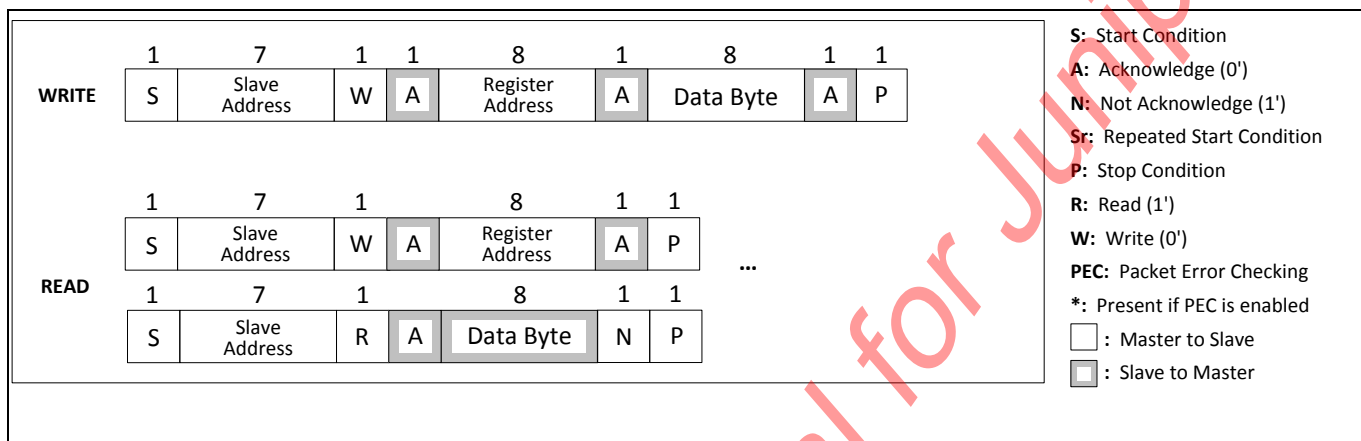 1 7 1 1 8 1 8 1 1
WRITE S Slave Address W A Register Address A Data Byte A P
1 7 1 8 1 1
S Slave Address W A Register Address A P ...
READ
1 7 1 8 1 1
S Slave Address R A Data Byte N P
S: Start Condition
A: Acknowledge (0')
N: Not Acknowledge (1')
Sr: Repeated Start Condition
P: Stop Condition
R: Read (1')
W: Write (0')
PEC: Packet Error Checking
*: Present if PEC is enabled
: Master to Slave
: Slave to Master
for